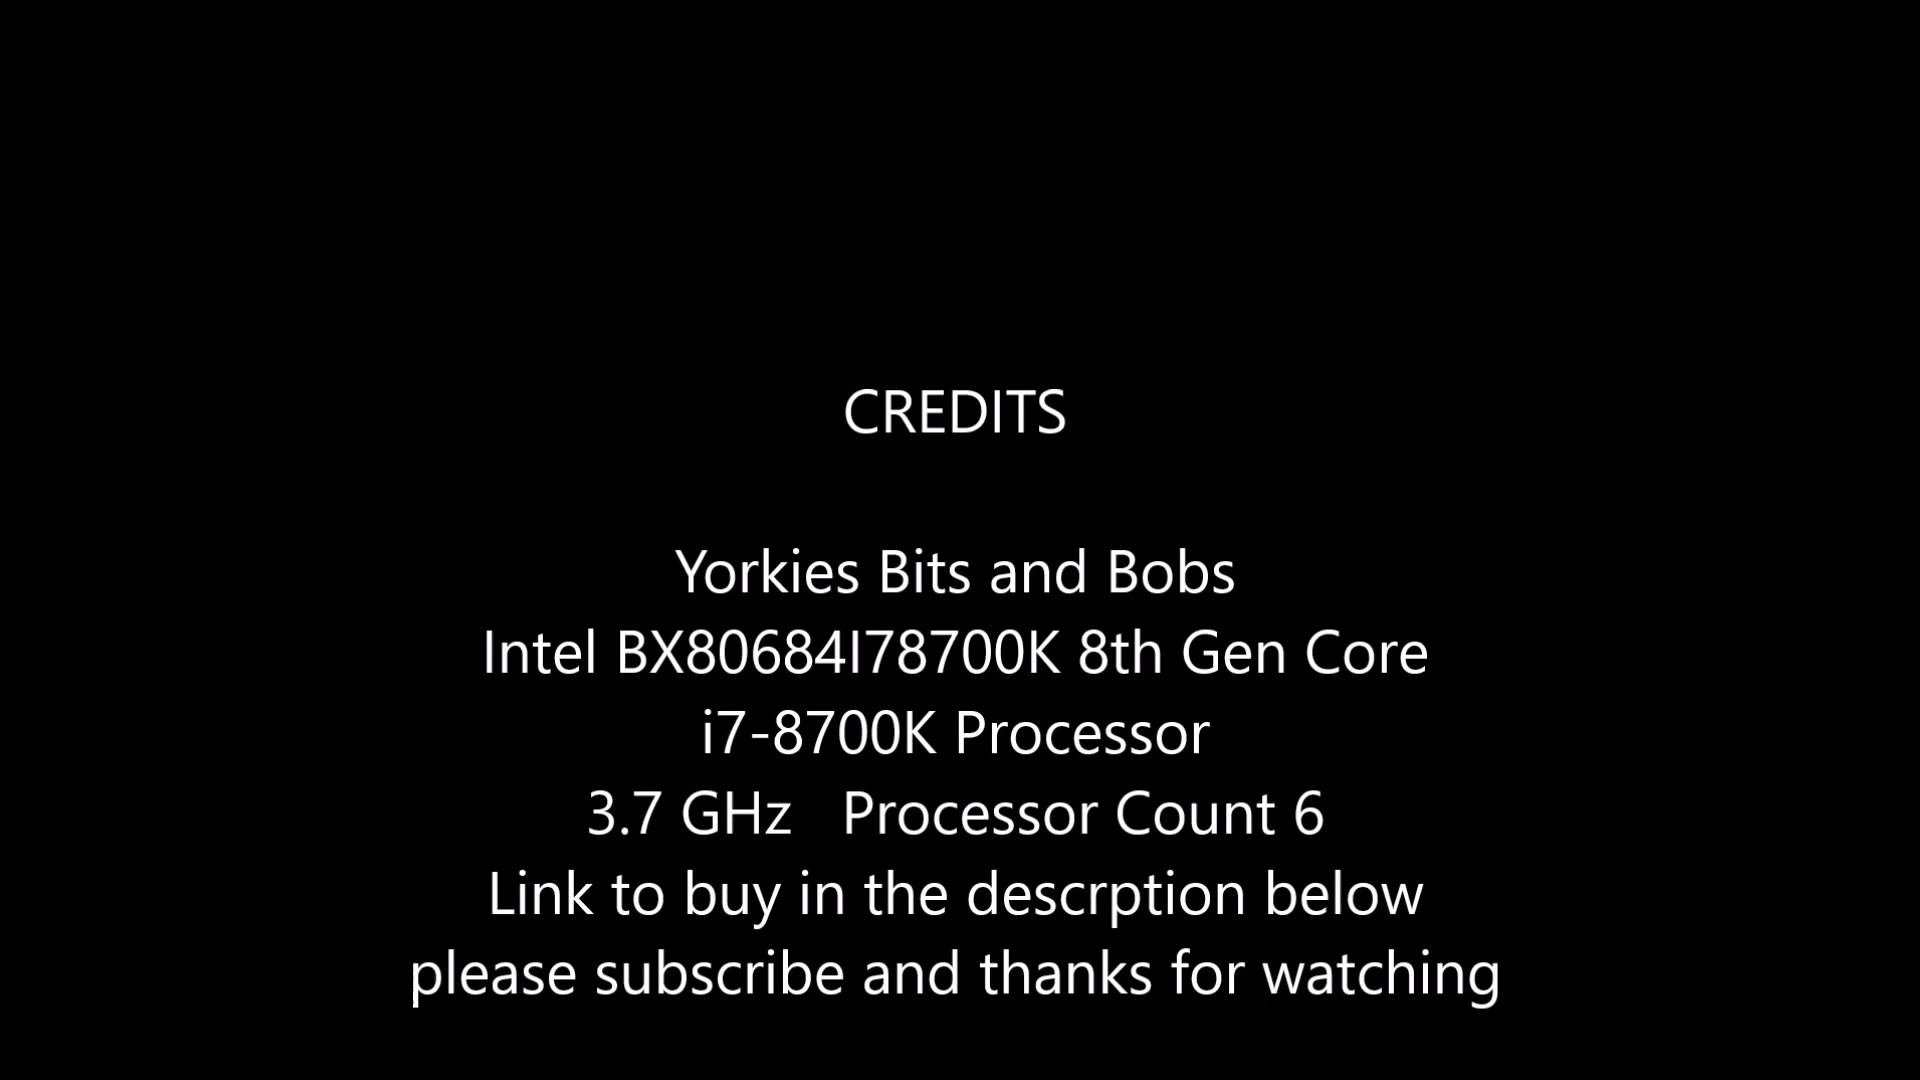 CREDITS
Yorkies Bits and Bobs
Intel BX80684I78700K 8th Gen Core
i7-8700K Processor
3.7 GHz   Processor Count 6
Link to buy in the descrption below
please subscribe and thanks for watching